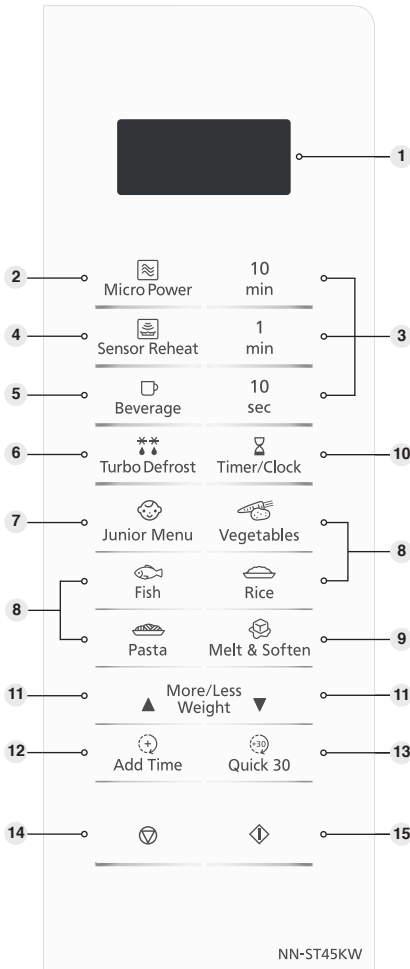 1
2
Micro Power
10
min
4
Sensor Reheat
1
min
3
5
Beverage
10
sec
6
Turbo Defrost
Timer/Clock
10
7
Junior Menu
Vegetables
8
Fish
Rice
8
Pasta
Melt & Soften
9
11
More/Less
Weight
11
12
+
Add Time
+30
Quick 30
13
14
15
NN-ST45KW